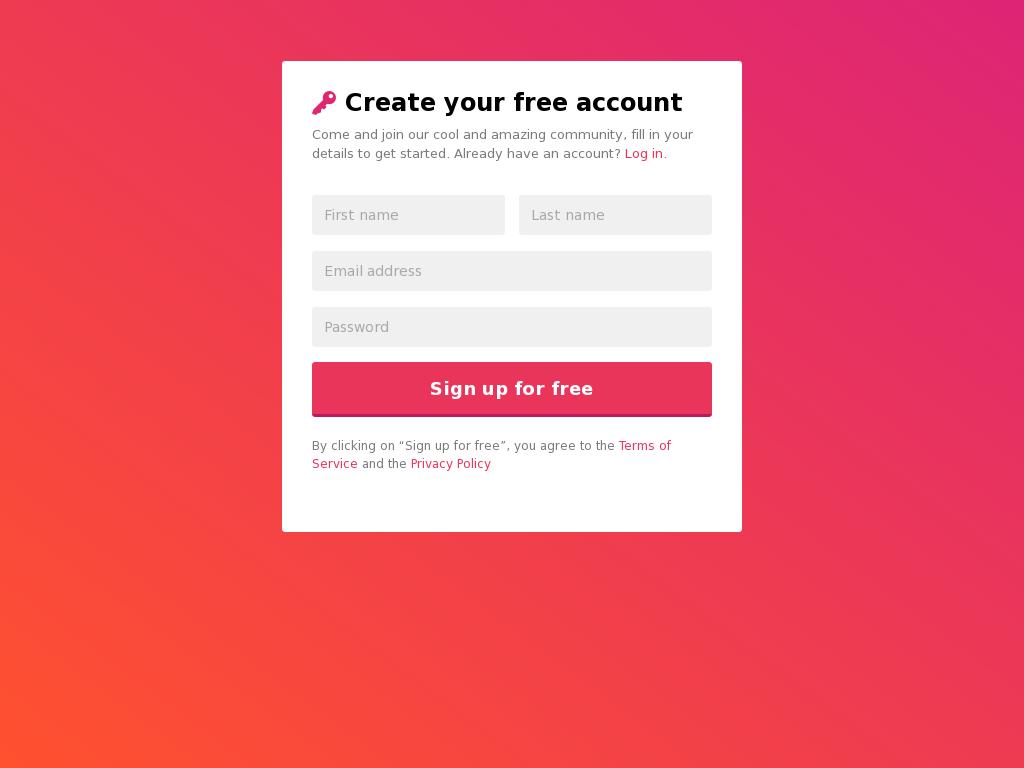 Create your free account
Come and join our cool and amazing community, fill in your
details to get started. Already have an account? Log in.
First name
Last name
Email address
Password
Sign up for free
By clicking on “Sign up for free”, you agree to the Terms of
Service and the Privacy Policy